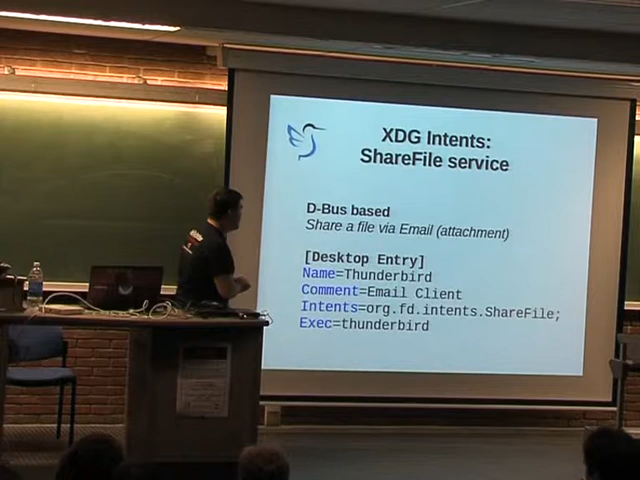 XDG Intents:
ShareFile service
D-Bus based
Share a file via Email (attachment)
[Desktop Entry]
Name=Thunderbird
Comment=Email Client
Intents=org.fd.intents.ShareFile;
Exec=thunderbird